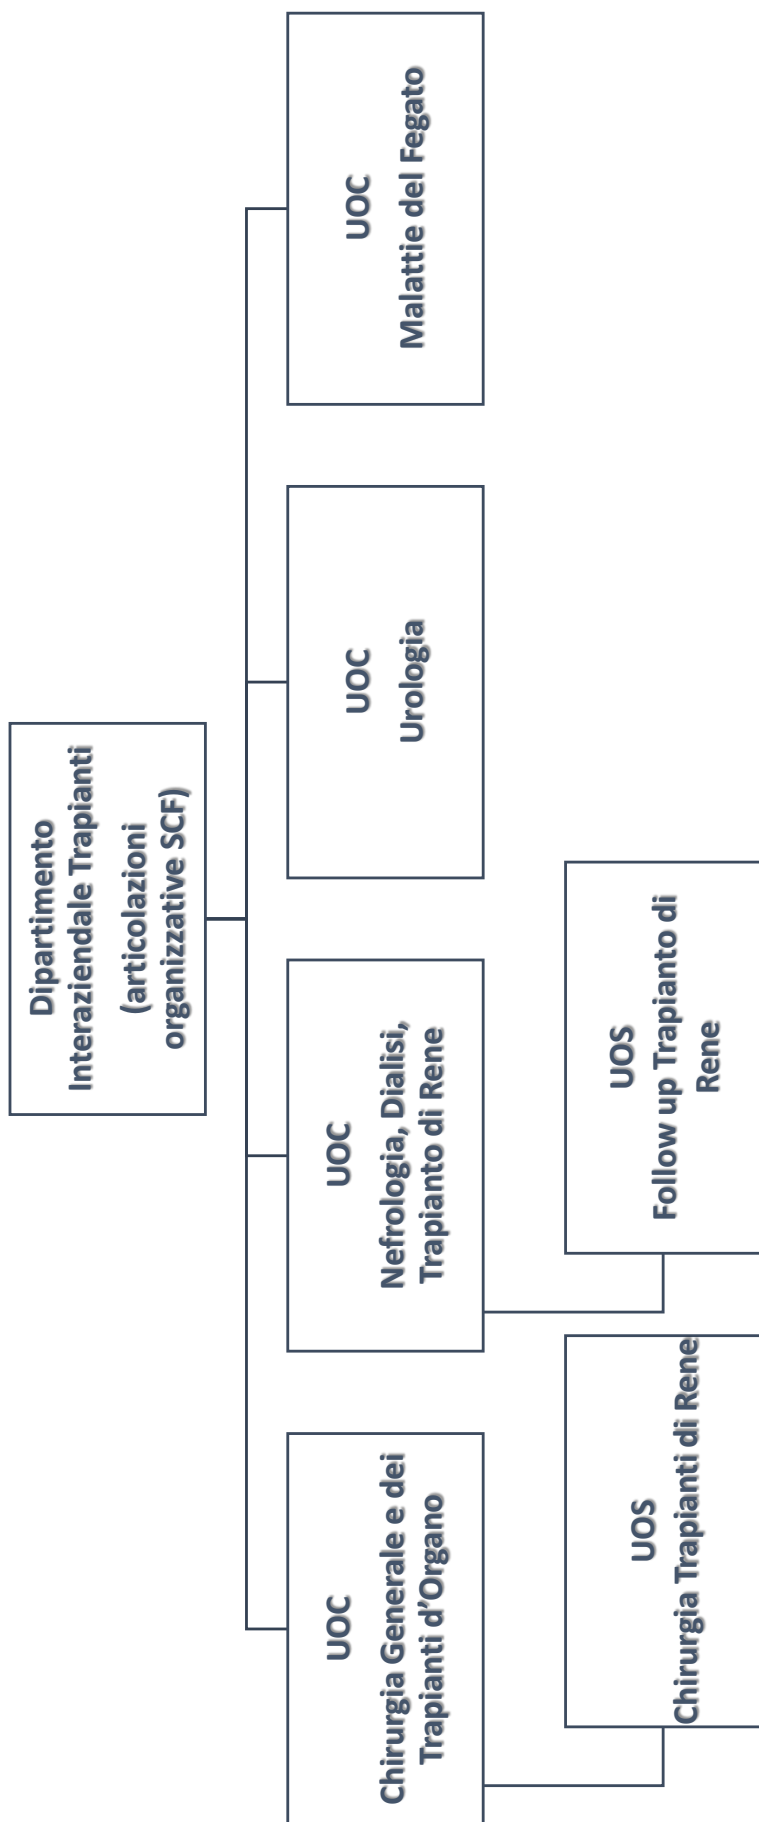 Dipartimento
Interaziendale Trapianti
(articolazioni
organizzative SCF)
UOC
Chirurgia Generale e dei
Trapianti d’Organo
UOC
Nefrologia, Dialisi,
Trapianto di Rene
UOC
Urologia
UOC
Malattie del Fegato
UOS
Chirurgia Trapianti di Rene
UOS
Follow up Trapianto di
Rene